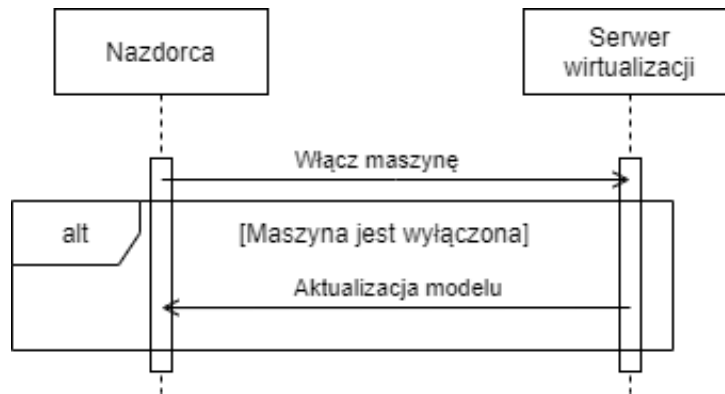 Nazdorca
Serwer
wirtualizacji
Włącz maszynę
alt
[Maszyna jest wyłączona]
Aktualizacja modelu